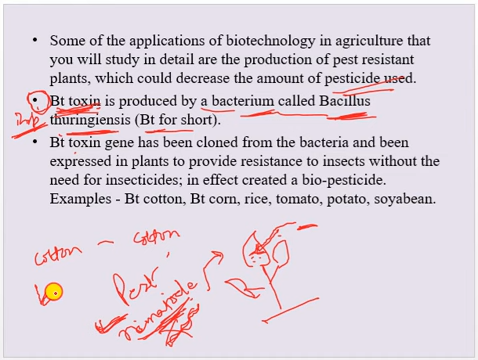 • Some of the applications of biotechnology in agriculture that
you will study in detail are the production of pest resistant
plants, which could decrease the amount of pesticide used.
• Bt toxin is produced by a bacterium called Bacillus
Imp thuringiensis (Bt for short).
• Bt toxin gene has been cloned from the bacteria and been
expressed in plants to provide resistance to insects without the
need for insecticides; in effect created a bio-pesticide.
Examples - Bt cotton, Bt corn, rice, tomato, potato, soyabean.
cotton – cotton
Pest
nematode